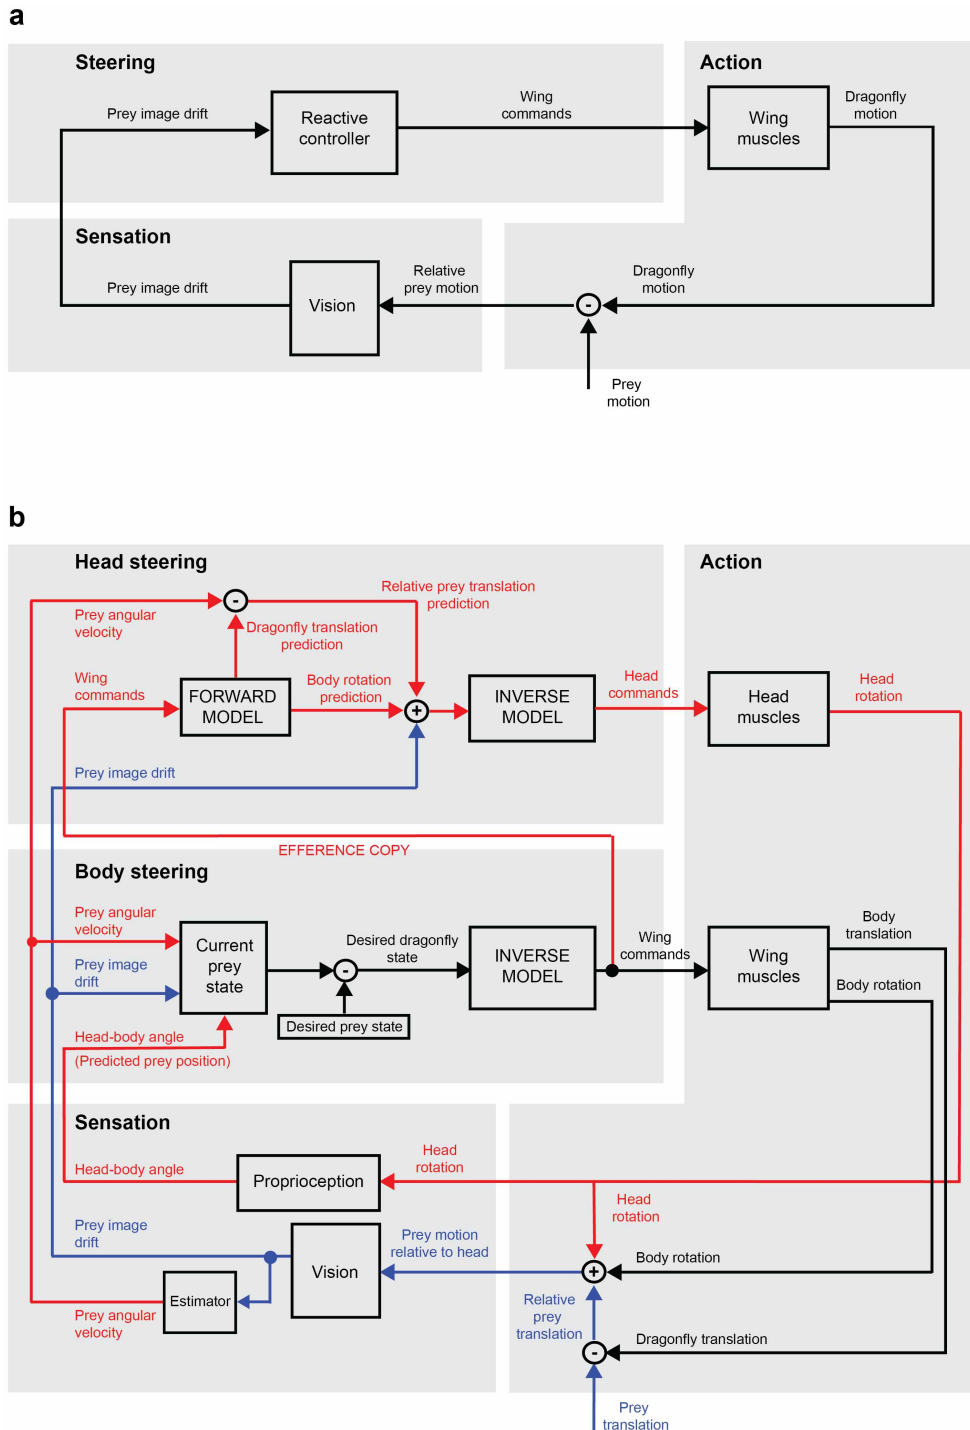 a
Steering
Action
Prey image drift
Reactive
controller
Wing
commands
Wing
muscles
Dragonfly
motion
Sensation
Prey image drift
Vision
Relative
prey motion
-
Dragonfly
motion
Prey
motion
b
Head steering
Action
Prey angular
velocity
-
Relative prey translation
prediction
Dragonfly translation
prediction
Wing
commands
FORWARD
MODEL
Body rotation
prediction
+
INVERSE
MODEL
Head
commands
Head
muscles
Head
rotation
Prey image drift
EFFERENCE COPY
Body steering
Prey angular
velocity
Prey image
drift
Current
prey
state
Desired dragonfly
state
-
Desired prey state
INVERSE
MODEL
Wing
commands
Wing
muscles
Body
translation
Body rotation
Head-body angle
(Predicted prey position)
Sensation
Head-body angle
Proprioception
Head
rotation
Head
rotation
Prey image
drift
Vision
Prey motion
relative to head
+
Body rotation
Estimator
Prey angular
velocity
Relative
prey
translation
-
Dragonfly translation
Prey
translation